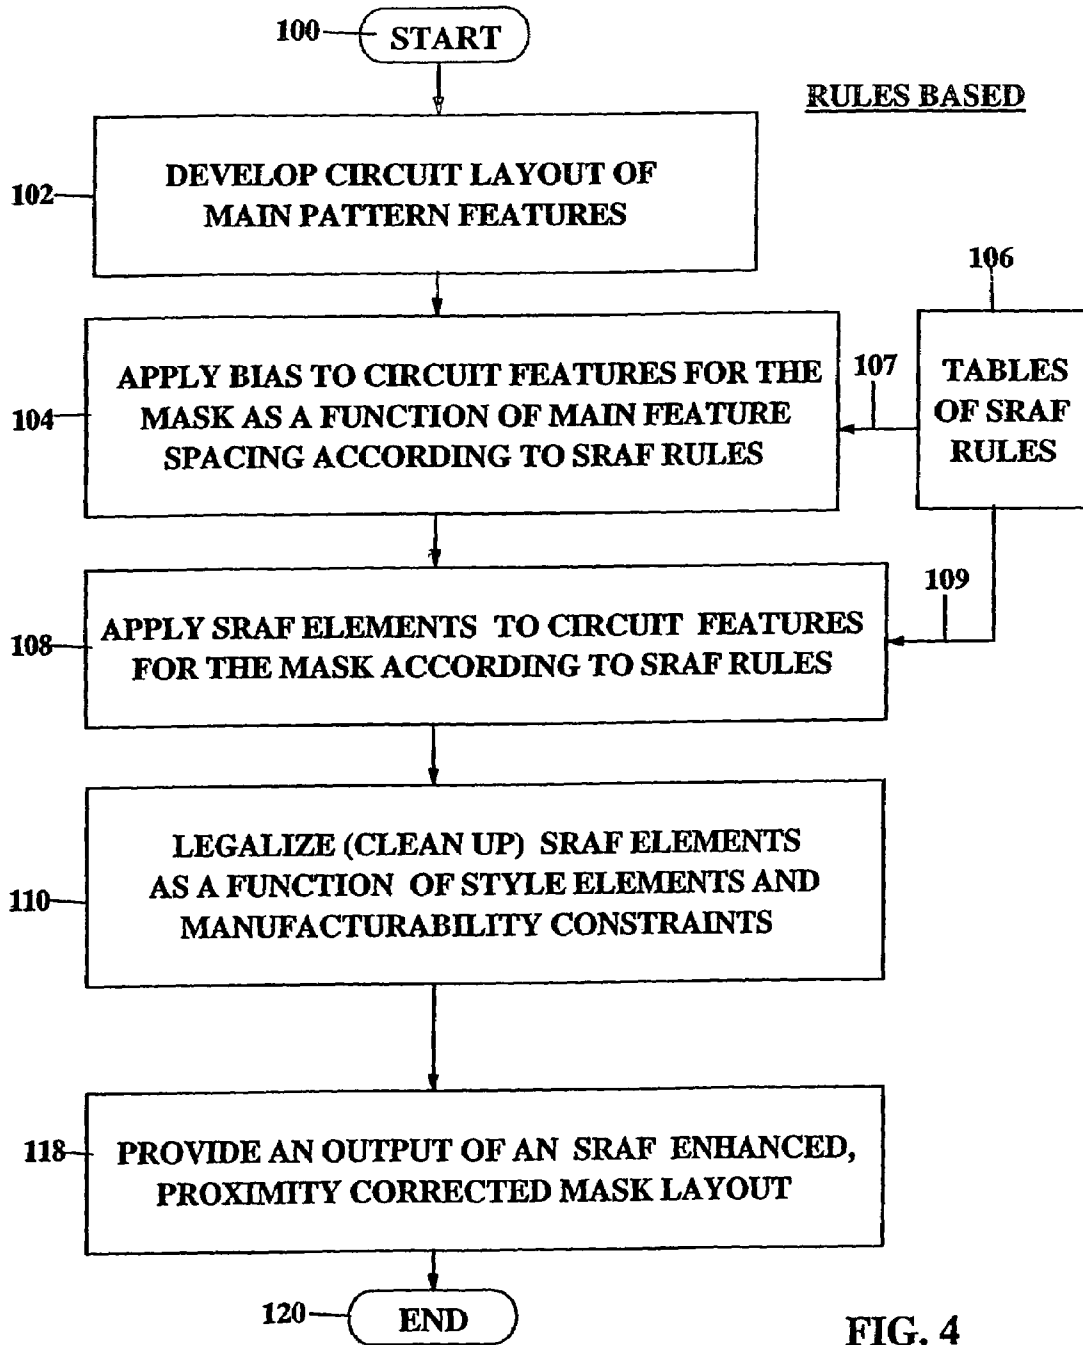 100
START
RULES BASED
102
DEVELOP CIRCUIT LAYOUT OF
MAIN PATTERN FEATURES
106
104
APPLY BIAS TO CIRCUIT FEATURES FOR THE
MASK AS A FUNCTION OF MAIN FEATURE
SPACING ACCORDING TO SRAF RULES
107
TABLES
OF SRAF
RULES
109
108
APPLY SRAF ELEMENTS TO CIRCUIT FEATURES
FOR THE MASK ACCORDING TO SRAF RULES
110
LEGALIZE (CLEAN UP) SRAF ELEMENTS
AS A FUNCTION OF STYLE ELEMENTS AND
MANUFACTURABILITY CONSTRAINTS
118
PROVIDE AN OUTPUT OF AN SRAF ENHANCED,
PROXIMITY CORRECTED MASK LAYOUT
120
END
FIG. 4